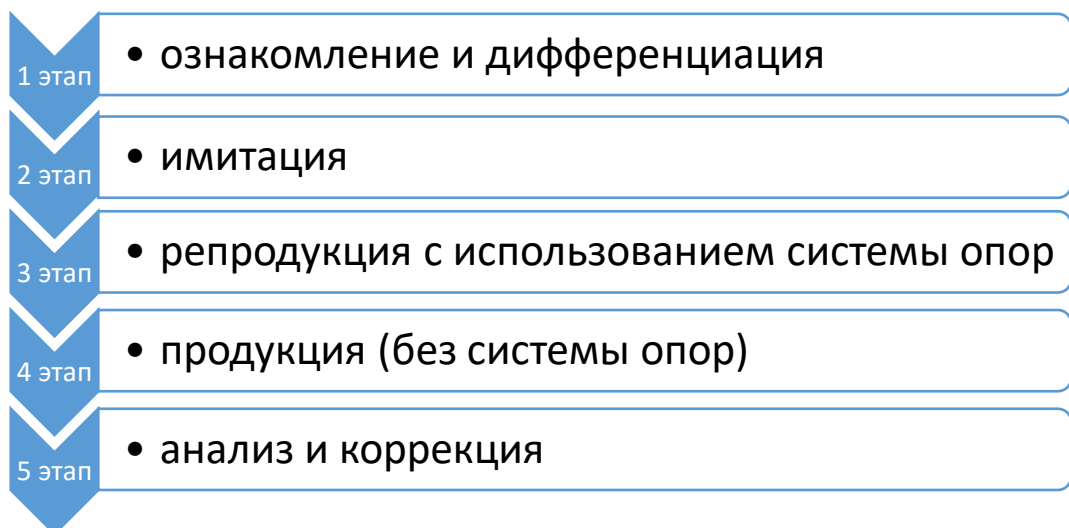 1 этап
• ознакомление и дифференциация
2 этап
• имитация
3 этап
• репродукция с использованием системы опор
4 этап
• продукция (без системы опор)
5 этап
• анализ и коррекция